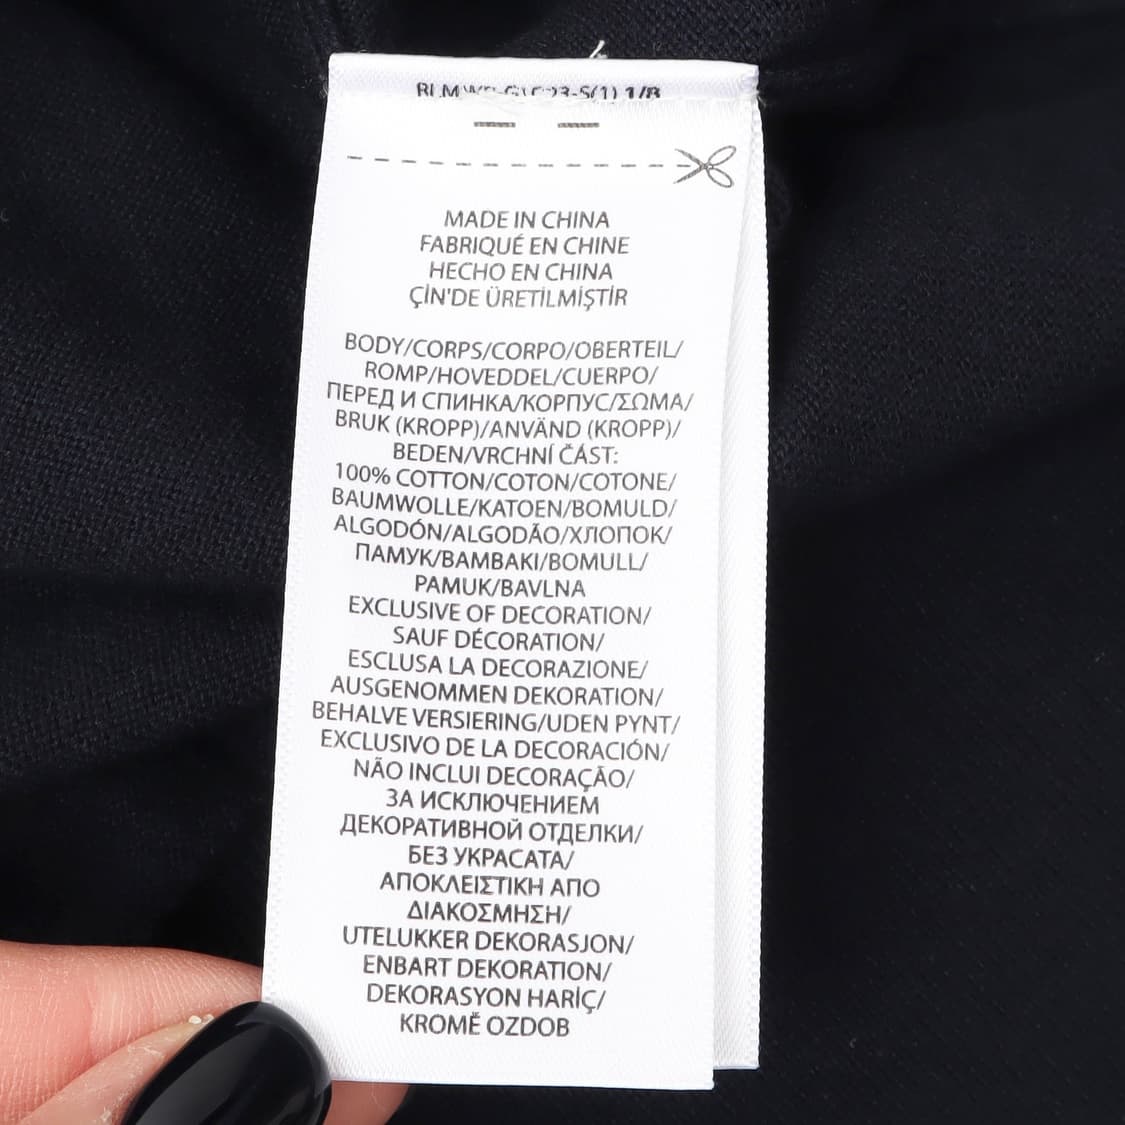 1/8
MADE IN CHINA
FABRIQUÉ EN CHINE
HECHO EN CHINA
ÇİN'DE ÜRETİLMİŞTİR
BODY/CORPS/CORPO/OBERTEIL/
ROMP/HOVEDDEL/CUERPO/
ПЕРЕД И СПИНКА/КОРПУС/ΣΩΜΑ/
BRUK (KROPP)/ANVÄND (KROPP)/
BEDEN/VRCHNÍ ČÁST:
100% COTTON/COTON/COTONE/
BAUMWOLLE/KATOEN/BOMULD/
ALGODÓN/ALGODÃO/ХЛОПОК/
ПАМУК/ΒΑΜΒΑΚΙ/BOMULL/
PAMUK/BAVLNA
EXCLUSIVE OF DECORATION/
SAUF DÉCORATION/
ESCLUSA LA DECORAZIONE/
AUSGENOMMEN DEKORATION/
BEHALVE VERSIERING/UDEN PYNT/
EXCLUSIVO DE LA DECORACIÓN/
NÃO INCLUI DECORAÇÃO/
ЗА ИСКЛЮЧЕНИЕМ
ДЕКОРАТИВНОЙ ОТДЕЛКИ/
БЕЗ УКРАСАТА/
ΑΠΟΚΛΕΙΣΤΙΚΗ ΑΠΟ
ΔΙΑΚΟΣΜΗΣΗ/
UTELUKKER DEKORASJON/
ENBART DEKORATION/
DEKORASYON HARİÇ/
KROMĚ OZDOB